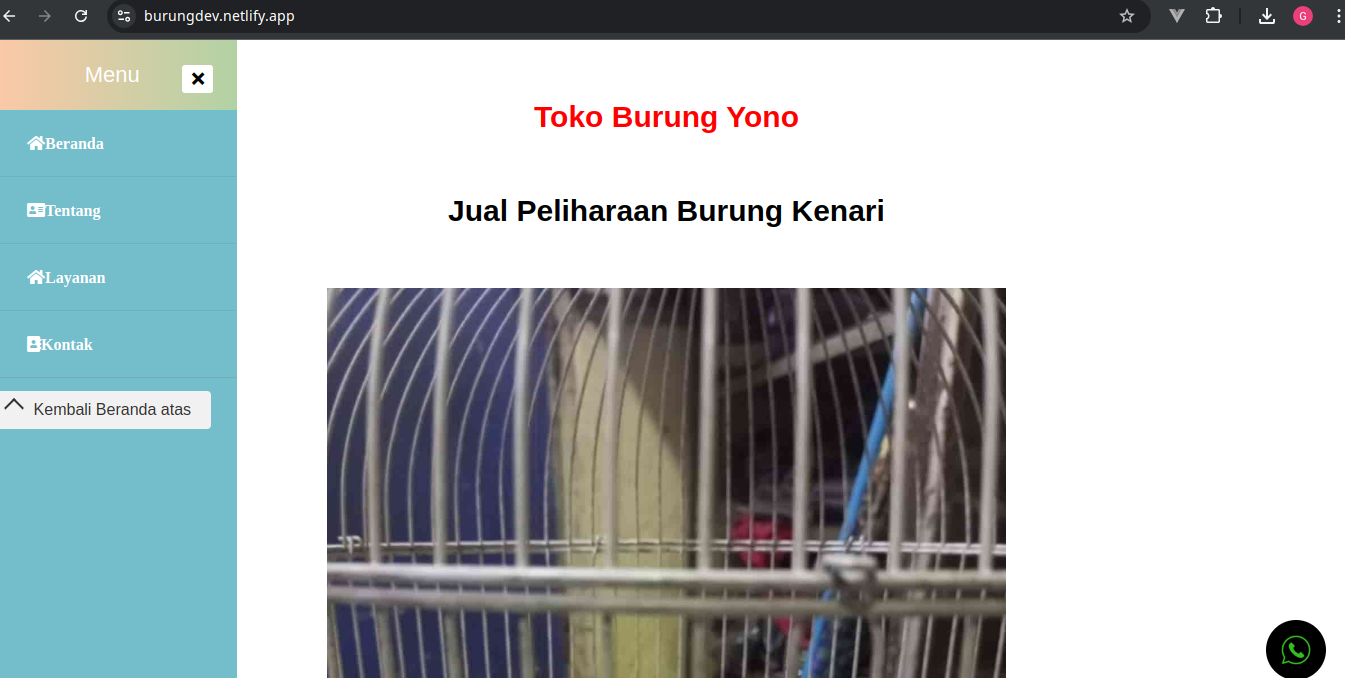 burungdev.netlify.app
G
Menu
Toko Burung Yono
Beranda
Jual Peliharaan Burung Kenari
Tentang
Layanan
Kontak
Kembali Beranda atas